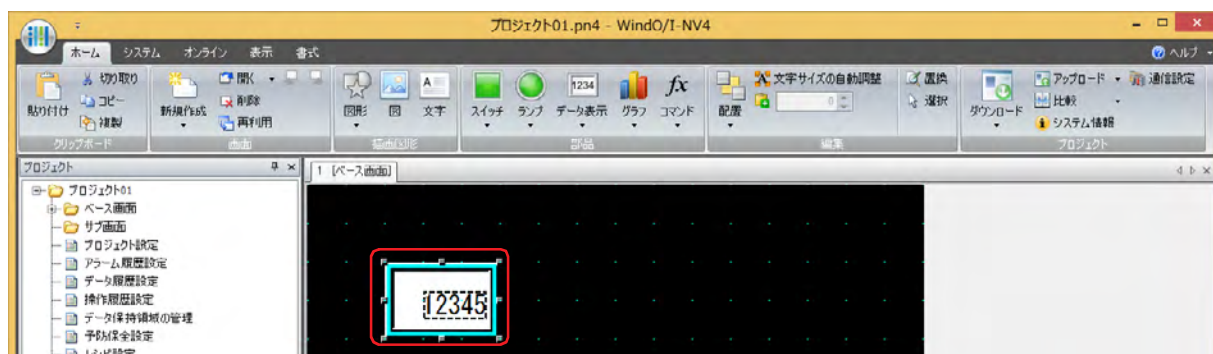 プロジェクト01.pn4 - WindO/I-NV4
ホーム システム オンライン 表示 書式 ヘルプ
貼り付け 切り取り コピー 複製
新規作成 開く 削除 再利用
図形 図 文字
スイッチ ランプ データ表示 グラフ コマンド
1234 fx A
配置 文字サイズの自動調整 0
置換 選択
ダウンロード アップロード 比較 システム情報 通信設定
クリップボード 画面 描画図形 部品 編集 プロジェクト
プロジェクト
1 [ベース画面]
プロジェクト01
ベース画面
サブ画面
プロジェクト設定
アラーム履歴設定
データ履歴設定
操作履歴設定
データ保持領域の管理
予防保全設定
レシピ設定
12345